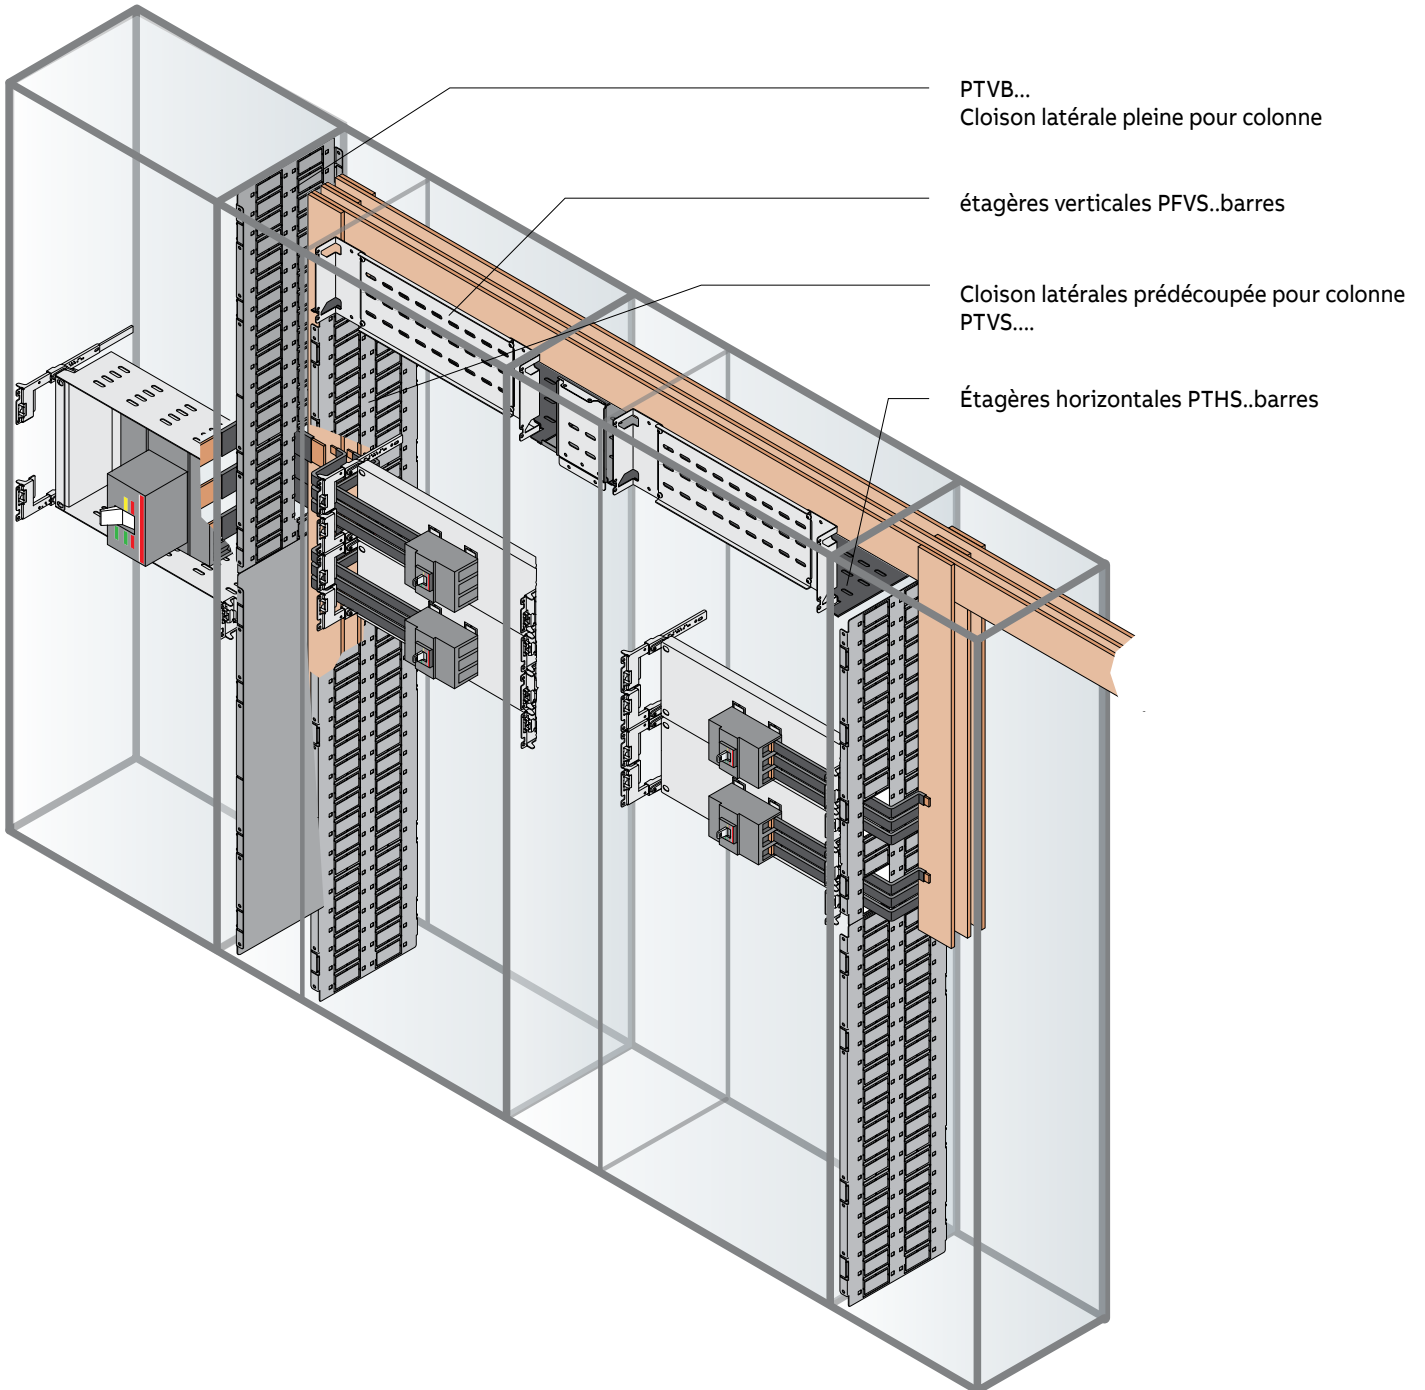 PTVB...
Cloison latérale pleine pour colonne
étagères verticales PFVS..barres
Cloison latérales prédécoupée pour colonne
PTVS....
Étagères horizontales PTHS..barres